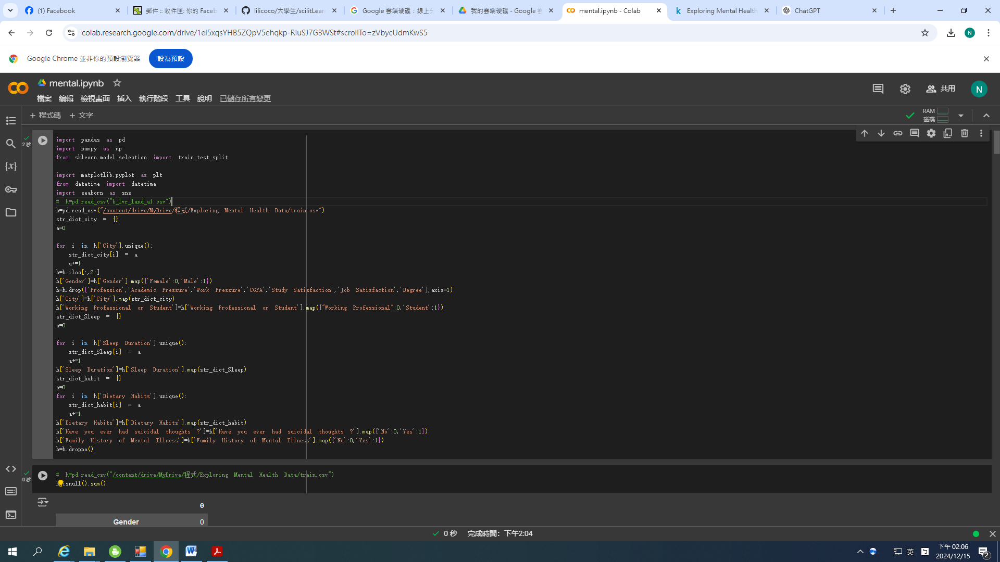 (1) Facebook
郵件 :: 收件匣: 你的 Faceb
lilicoco/大學生/scilitLear
Google 雲端硬碟：線上分
我的雲端硬碟 - Google 雲
mental.ipynb - Colab
Exploring Mental Health
ChatGPT
colab.research.google.com/drive/1ei5xqsYHB5ZQpV5ehqkp-RluSJ7G3WSt#scrollTo=zVbycUdmKwS5
N
Google Chrome 並非你的預設瀏覽器
設為預設
mental.ipynb
檔案 編輯 檢視畫面 插入 執行階段 工具 說明 已儲存所有變更
共用
N
+ 程式碼 + 文字
RAM
磁碟
2 秒
import pandas as pd
import numpy as np
from sklearn.model_selection import train_test_split
import matplotlib.pyplot as plt
from datetime import datetime
import seaborn as sns
# h=pd.read_csv("b_lvr_land_a1.csv")
h=pd.read_csv("/content/drive/MyDrive/程式/Exploring Mental Health Data/train.csv")
str_dict_city = {}
a=0
for i in h['City'].unique():
str_dict_city[i] = a
a+=1
h=h.iloc[:,2:]
h['Gender']=h['Gender'].map({'Female':0,'Male':1})
h=h.drop(['Profession','Academic Pressure','Work Pressure','CGPA','Study Satisfaction','Job Satisfaction','Degree'],axis=1)
h['City']=h['City'].map(str_dict_city)
h['Working Professional or Student']=h['Working Professional or Student'].map({"Working Professional":0,'Student':1})
str_dict_Sleep = {}
a=0
for i in h['Sleep Duration'].unique():
str_dict_Sleep[i] = a
a+=1
h['Sleep Duration']=h['Sleep Duration'].map(str_dict_Sleep)
str_dict_habit = {}
a=0
for i in h['Dietary Habits'].unique():
str_dict_habit[i] = a
a+=1
h['Dietary Habits']=h['Dietary Habits'].map(str_dict_habit)
h['Have you ever had suicidal thoughts ?']=h['Have you ever had suicidal thoughts ?'].map({'No':0,'Yes':1})
h['Family History of Mental Illness']=h['Family History of Mental Illness'].map({'No':0,'Yes':1})
h=h.dropna()
0 秒
# h=pd.read_csv("/content/drive/MyDrive/程式/Exploring Mental Health Data/train.csv")
h.isnull().sum()
0
Gender 0
0 秒 完成時間： 下午2:04
英
下午 02:06
2024/12/15
2